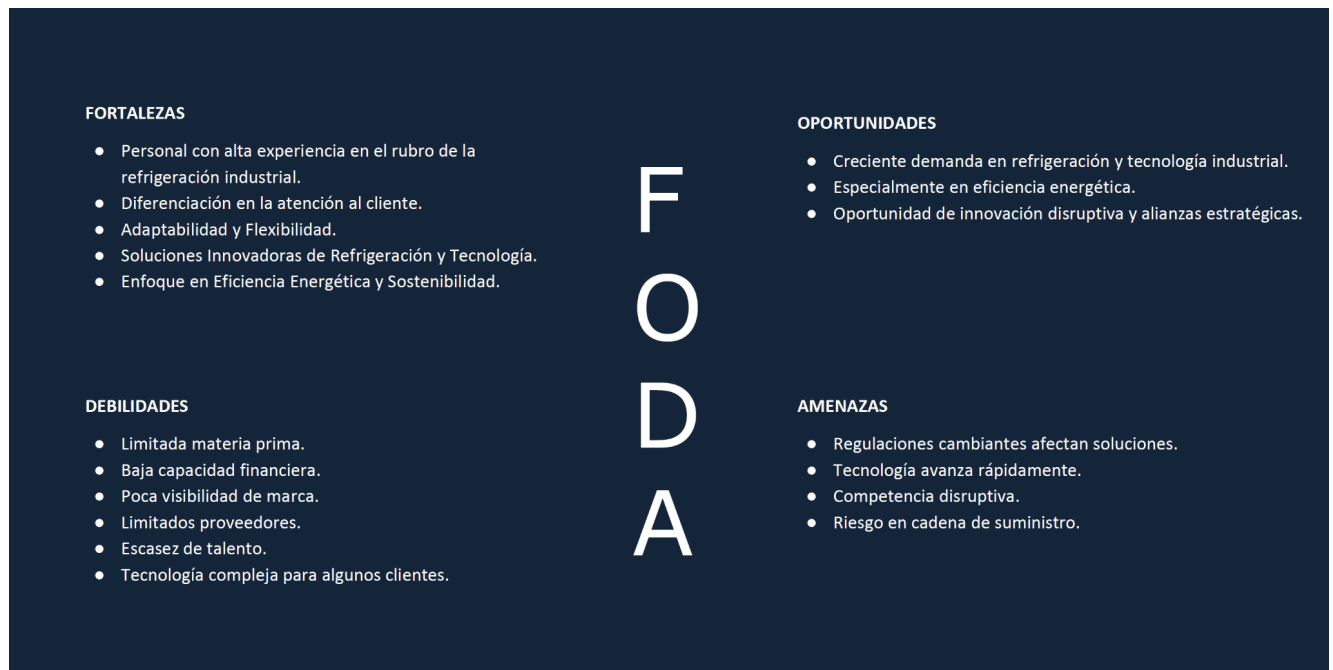 FORTALEZAS
● Personal con alta experiencia en el rubro de la
refrigeración industrial.
● Diferenciación en la atención al cliente.
● Adaptabilidad y Flexibilidad.
● Soluciones Innovadoras de Refrigeración y Tecnología.
● Enfoque en Eficiencia Energética y Sostenibilidad.
F
O
D
A
OPORTUNIDADES
● Creciente demanda en refrigeración y tecnología industrial.
● Especialmente en eficiencia energética.
● Oportunidad de innovación disruptiva y alianzas estratégicas.
DEBILIDADES
● Limitada materia prima.
● Baja capacidad financiera.
● Poca visibilidad de marca.
● Limitados proveedores.
● Escasez de talento.
● Tecnología compleja para algunos clientes.
AMENAZAS
● Regulaciones cambiantes afectan soluciones.
● Tecnología avanza rápidamente.
● Competencia disruptiva.
● Riesgo en cadena de suministro.